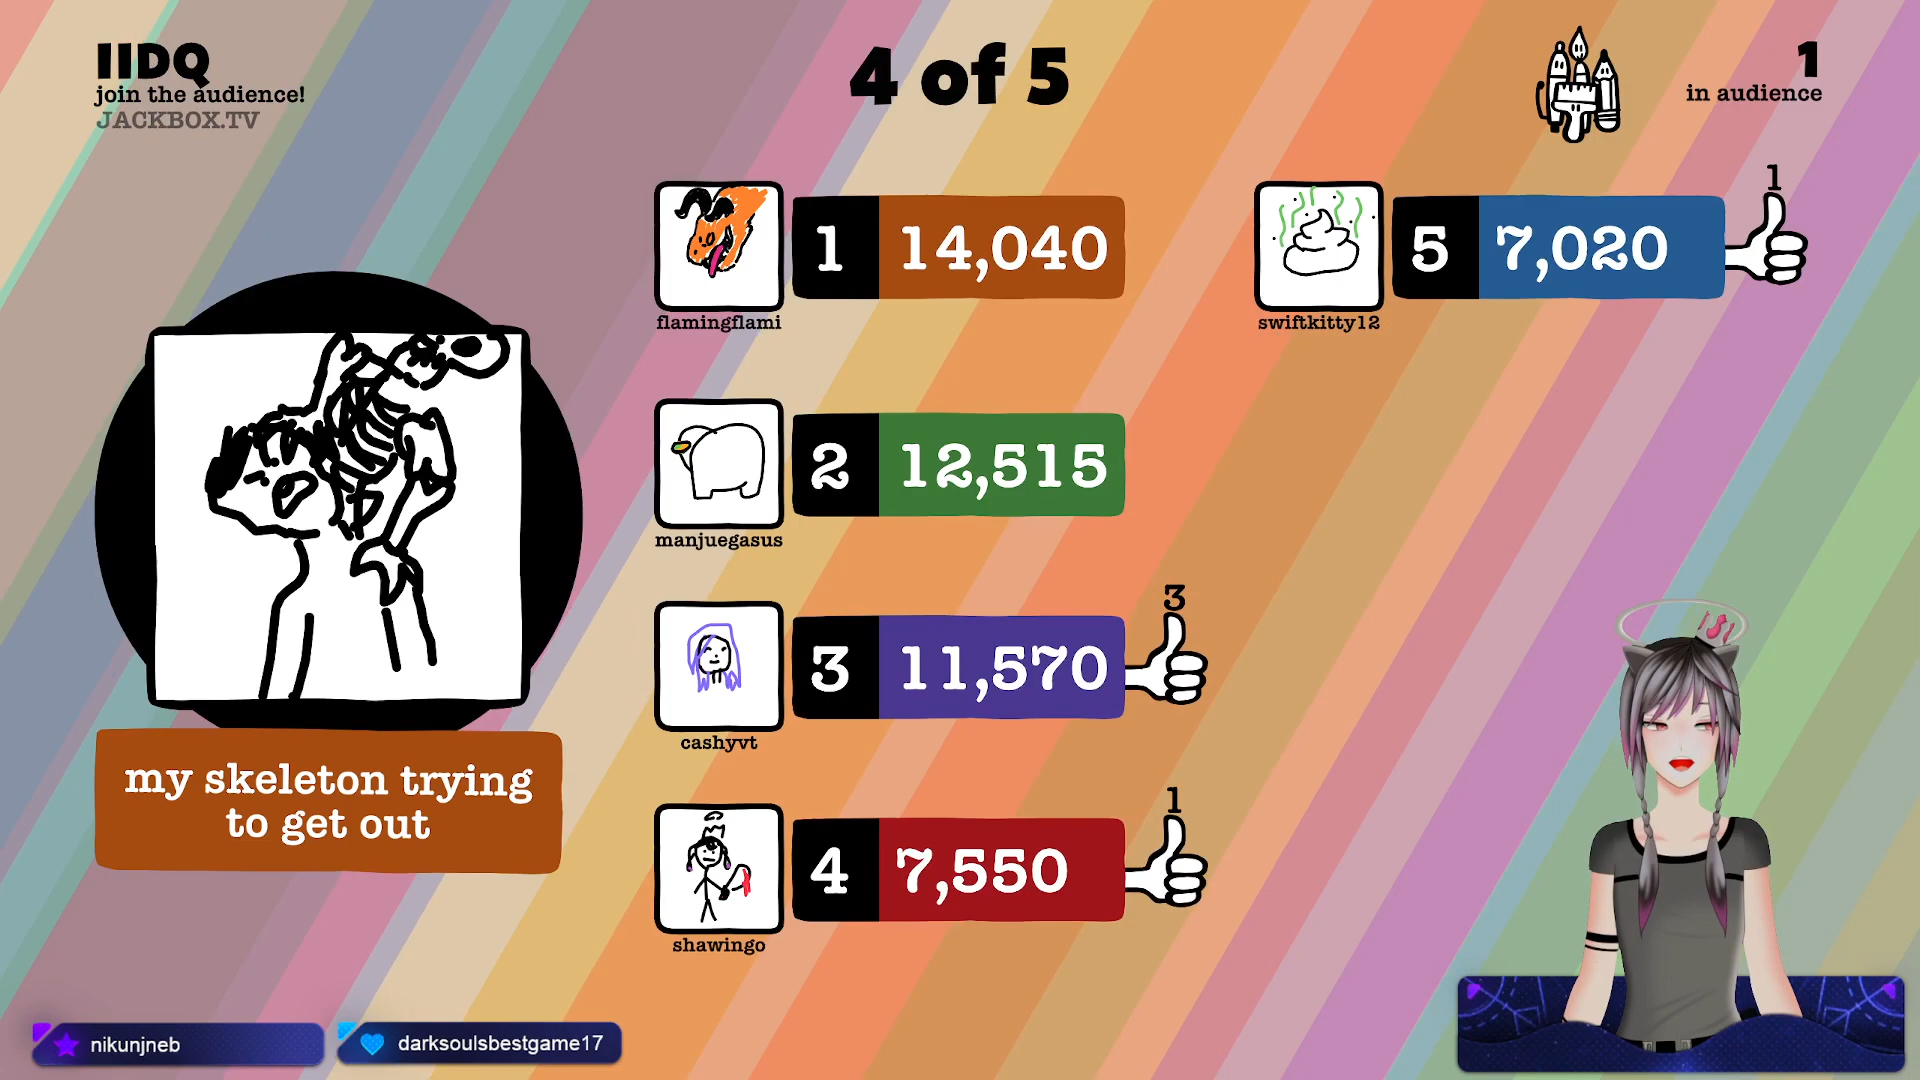 IIDQ
join the audience!
JACKBOX.TV
4 of 5
1
in audience
my skeleton trying
to get out
1 14,040
flamingflami
2 12,515
manjuegasus
3 11,570
3
cashyvt
4 7,550
1
shawingo
5 7,020
1
swiftkitty12
nikunjneb
darksoulsbestgame17